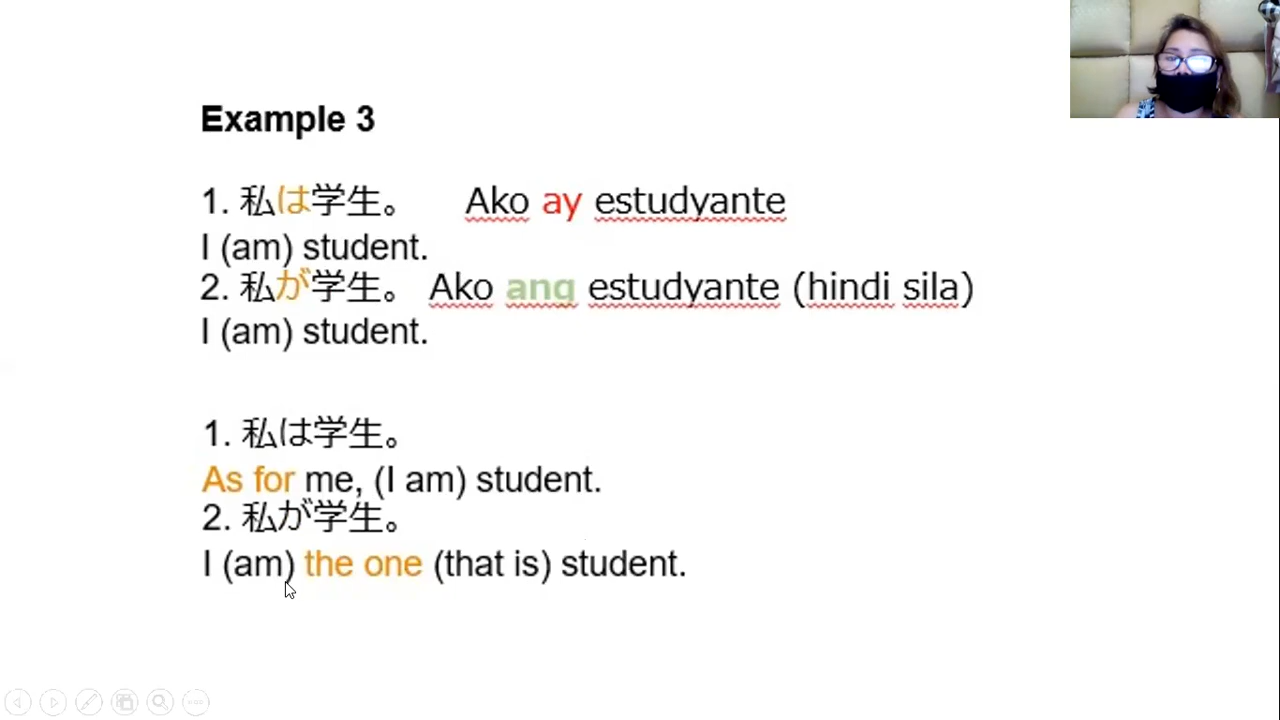 Example 3
1. 私は学生。 Ako ay estudyante
I (am) student.
2. 私が学生。 Ako ang estudyante (hindi sila)
I (am) student.
1. 私は学生。
As for me, (I am) student.
2. 私が学生。
I (am) the one (that is) student.